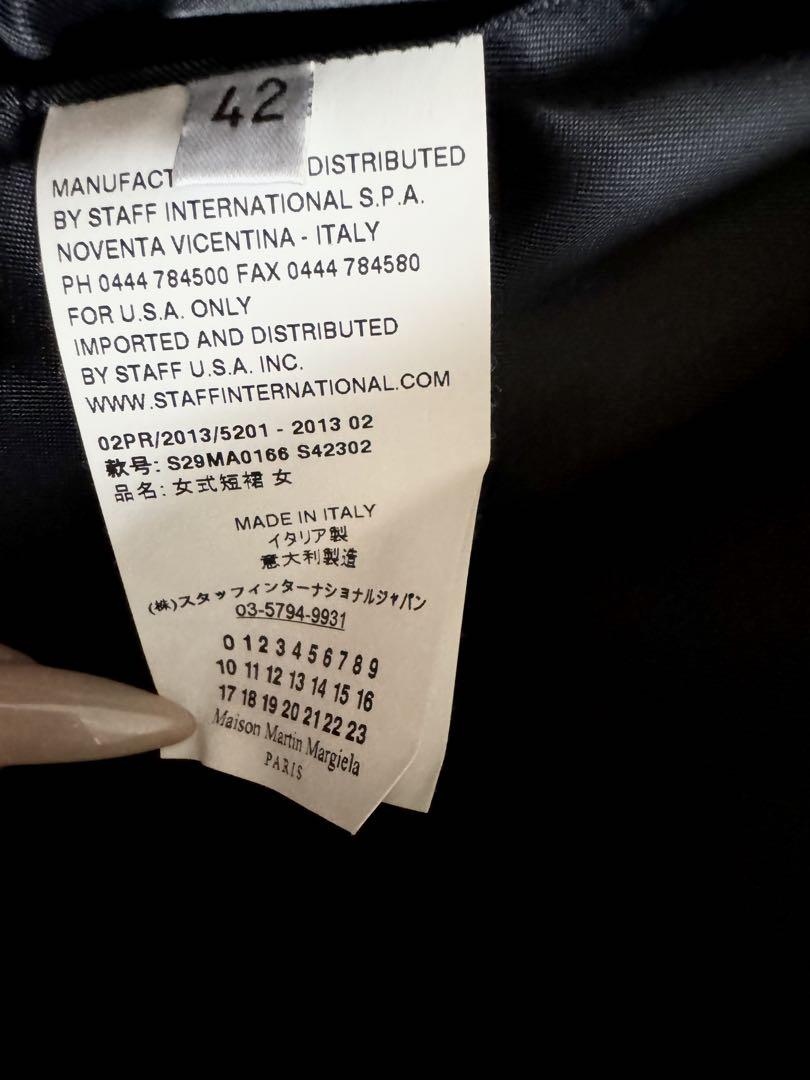 42
MANUFACT DISTRIBUTED
BY STAFF INTERNATIONAL S.P.A.
NOVENTA VICENTINA - ITALY
PH 0444 784500 FAX 0444 784580
FOR U.S.A. ONLY
IMPORTED AND DISTRIBUTED
BY STAFF U.S.A. INC.
WWW.STAFFINTERNATIONAL.COM
02PR/2013/5201 - 2013 02
款号: S29MA0166 S42302
品名: 女式短裙 女
MADE IN ITALY
イタリア製
意大利製造
(株)スタッフインターナショナルジャパン
03-5794-9931
0 1 2 3 4 5 6 7 8 9
10 11 12 13 14 15 16
17 18 19 20 21 22 23
Maison Martin Margiela
PARIS